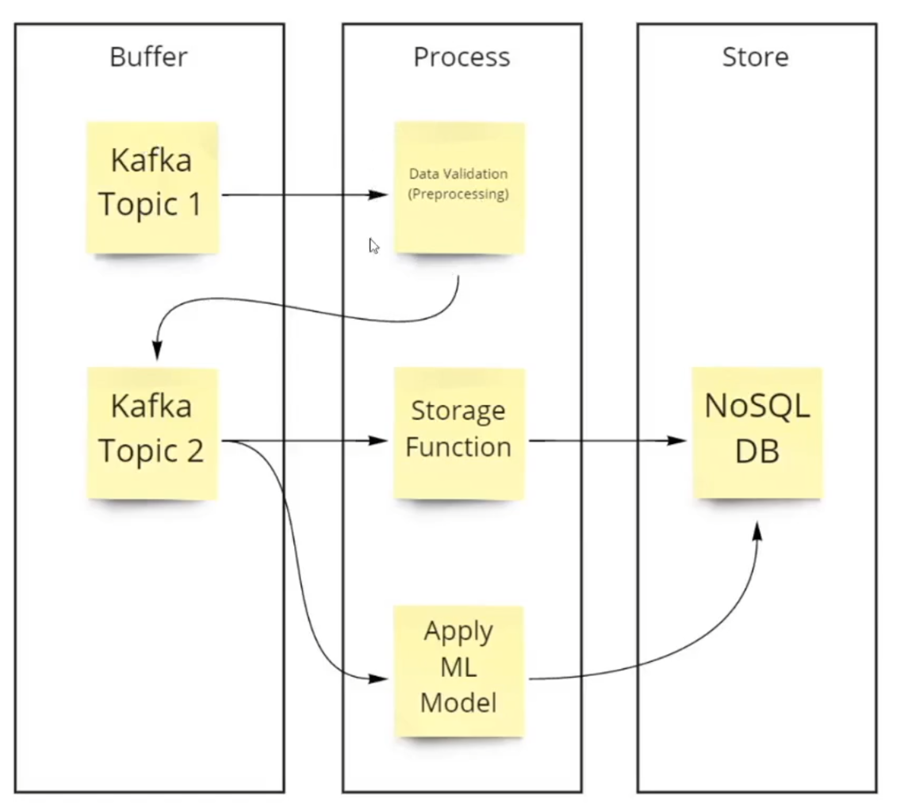 Buffer
Process
Store
Kafka
Topic 1
Data Validation
(Preprocessing)
Kafka
Topic 2
Storage
Function
NoSQL
DB
Apply
ML
Model